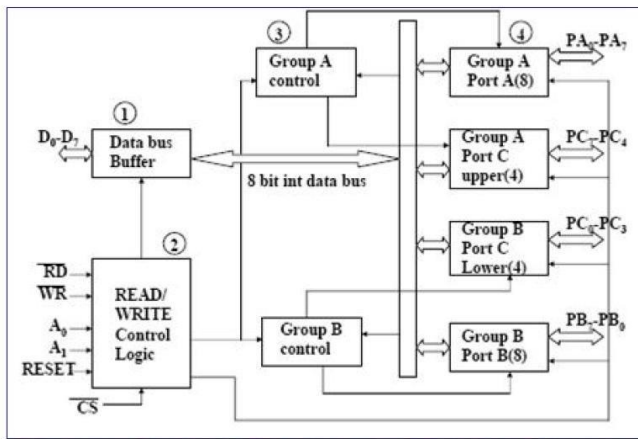 3
4
Group A
control
Group A
Port A(8)
PA₀-PA₇
1
D₀-D₇
Data bus
Buffer
Group A
Port C
upper(4)
PC₇-PC₄
8 bit int data bus
2
RD
WR
A₀
A₁
RESET
CS
READ/
WRITE
Control
Logic
Group B
Port C
Lower(4)
PC₀-PC₃
Group B
control
Group B
Port B(8)
PB₇-PB₀